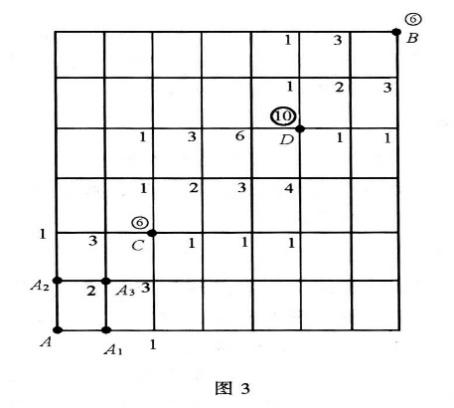 ⑥
1 3 B
1 2 3
⑩
1 3 6 D 1 1
1 2 3 4
⑥
1 3 C 1 1 1
A₂ 2 A₃ 3
A A₁ 1
图 3